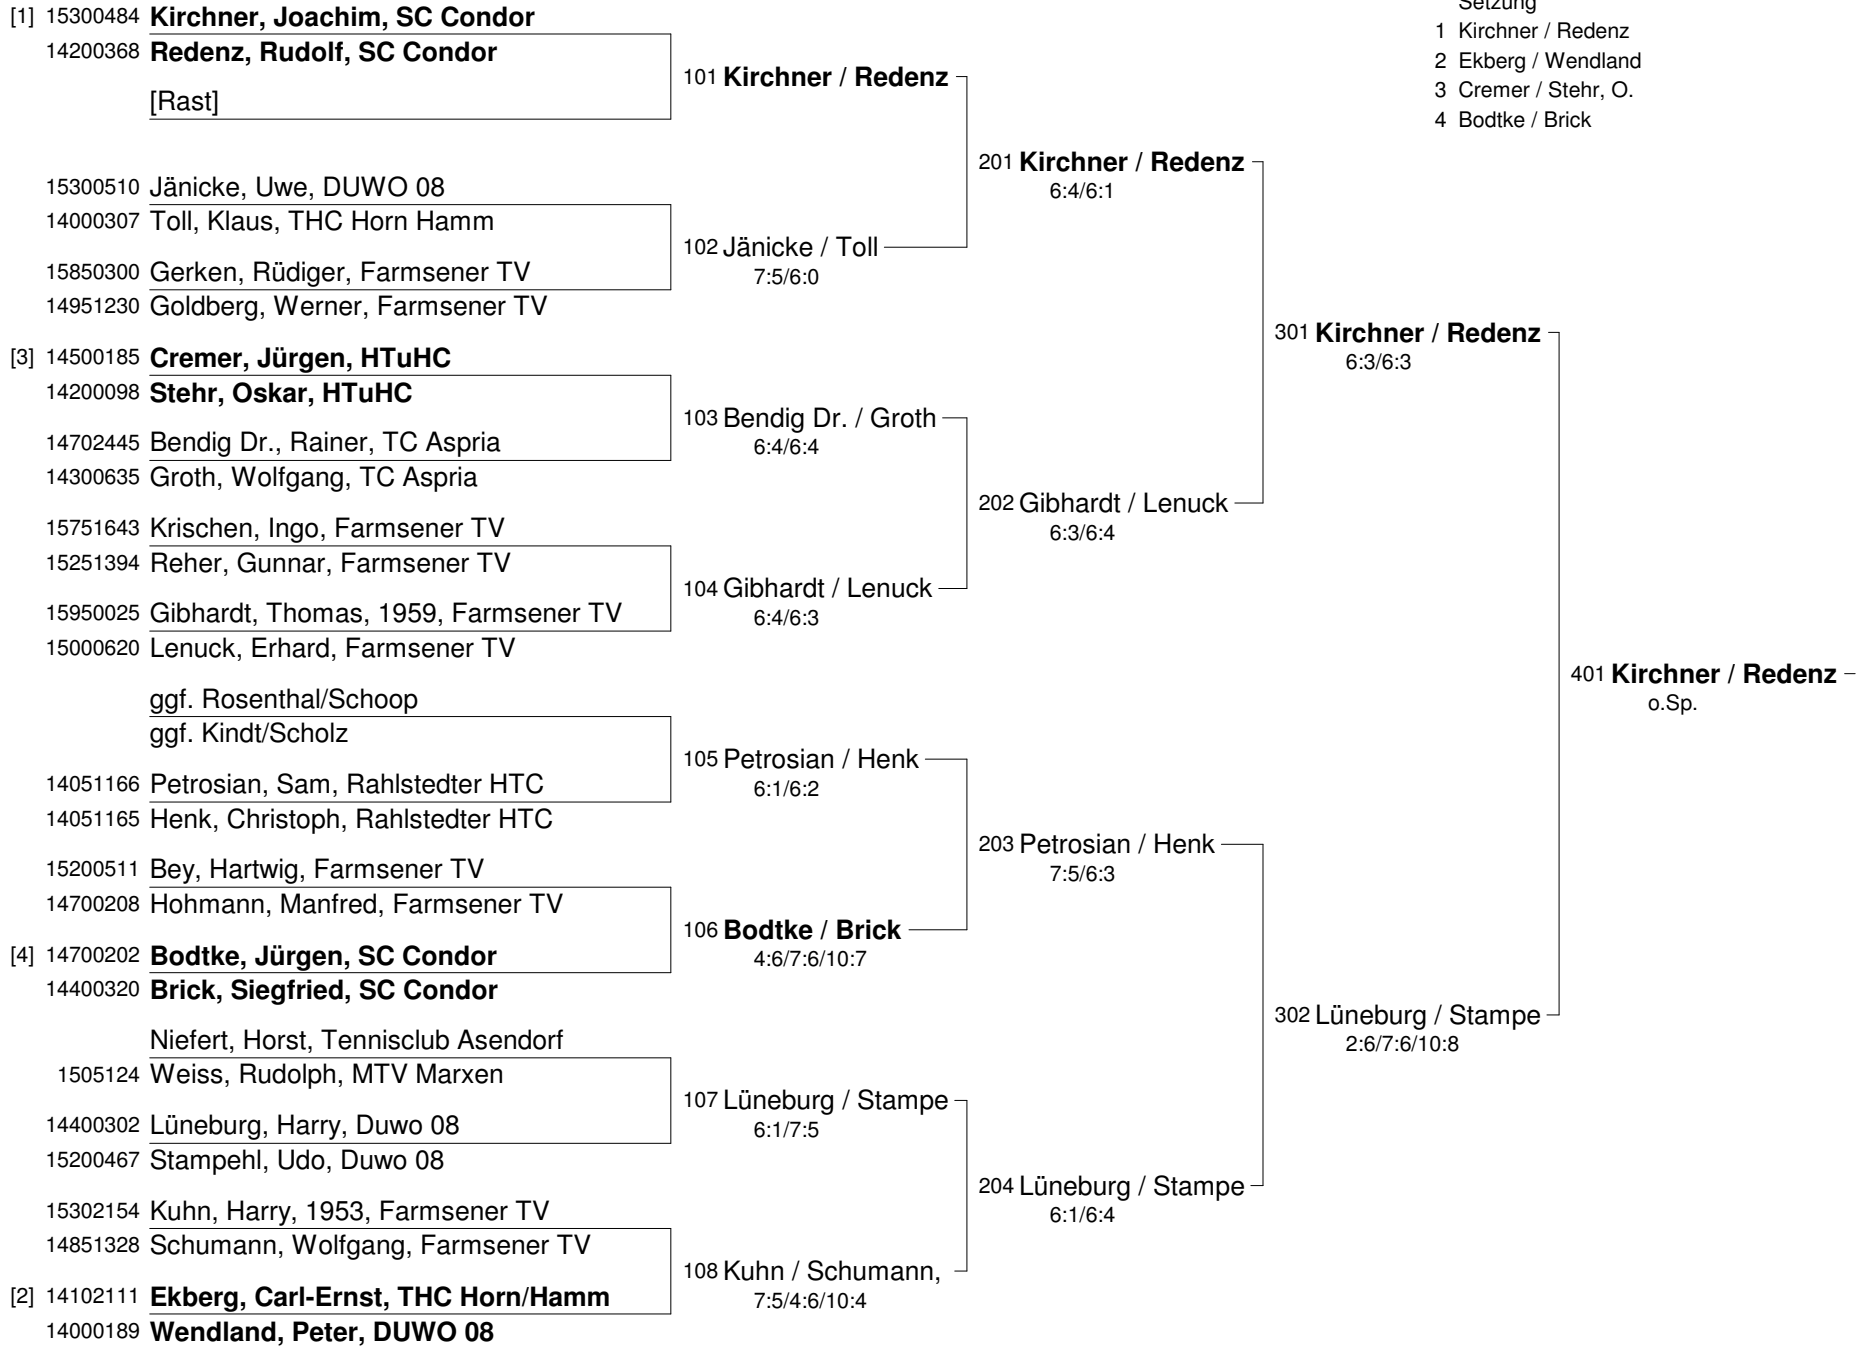 [1] 15300484 Kirchner, Joachim, SC Condor
14200368 Redenz, Rudolf, SC Condor
[Rast]
15300510 Jänicke, Uwe, DUWO 08
14000307 Toll, Klaus, THC Horn Hamm
15850300 Gerken, Rüdiger, Farmsener TV
14951230 Goldberg, Werner, Farmsener TV
[3] 14500185 Cremer, Jürgen, HTuHC
14200098 Stehr, Oskar, HTuHC
14702445 Bendig Dr., Rainer, TC Aspria
14300635 Groth, Wolfgang, TC Aspria
15751643 Krischen, Ingo, Farmsener TV
15251394 Reher, Gunnar, Farmsener TV
15950025 Gibhardt, Thomas, 1959, Farmsener TV
15000620 Lenuck, Erhard, Farmsener TV
ggf. Rosenthal/Schoop
ggf. Kindt/Scholz
14051166 Petrosian, Sam, Rahlstedter HTC
14051165 Henk, Christoph, Rahlstedter HTC
15200511 Bey, Hartwig, Farmsener TV
14700208 Hohmann, Manfred, Farmsener TV
[4] 14700202 Bodtke, Jürgen, SC Condor
14400320 Brick, Siegfried, SC Condor
Niefert, Horst, Tennisclub Asendorf
1505124 Weiss, Rudolph, MTV Marxen
14400302 Lüneburg, Harry, Duwo 08
15200467 Stampehl, Udo, Duwo 08
15302154 Kuhn, Harry, 1953, Farmsener TV
14851328 Schumann, Wolfgang, Farmsener TV
[2] 14102111 Ekberg, Carl-Ernst, THC Horn/Hamm
14000189 Wendland, Peter, DUWO 08
101 Kirchner / Redenz
102 Jänicke / Toll
7:5/6:0
103 Bendig Dr. / Groth
6:4/6:4
104 Gibhardt / Lenuck
6:4/6:3
105 Petrosian / Henk
6:1/6:2
106 Bodtke / Brick
4:6/7:6/10:7
107 Lüneburg / Stampe
6:1/7:5
108 Kuhn / Schumann,
7:5/4:6/10:4
201 Kirchner / Redenz
6:4/6:1
202 Gibhardt / Lenuck
6:3/6:4
203 Petrosian / Henk
7:5/6:3
204 Lüneburg / Stampe
6:1/6:4
301 Kirchner / Redenz
6:3/6:3
302 Lüneburg / Stampe
2:6/7:6/10:8
401 Kirchner / Redenz
o.Sp.
Setzung
1 Kirchner / Redenz
2 Ekberg / Wendland
3 Cremer / Stehr, O.
4 Bodtke / Brick